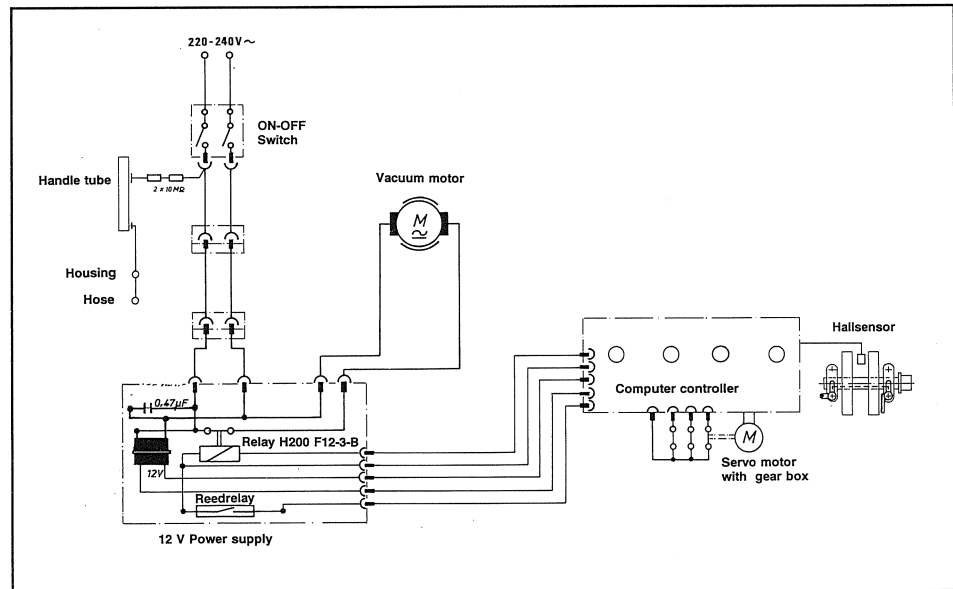 220-240V~
ON-OFF
Switch
Handle tube
2 x 10MΩ
Vacuum motor
M
Housing
Hose
Hallsensor
0,47µF
Computer controller
Relay H200 F12-3-B
M
12V
Servo motor
with gear box
Reedrelay
12 V Power supply